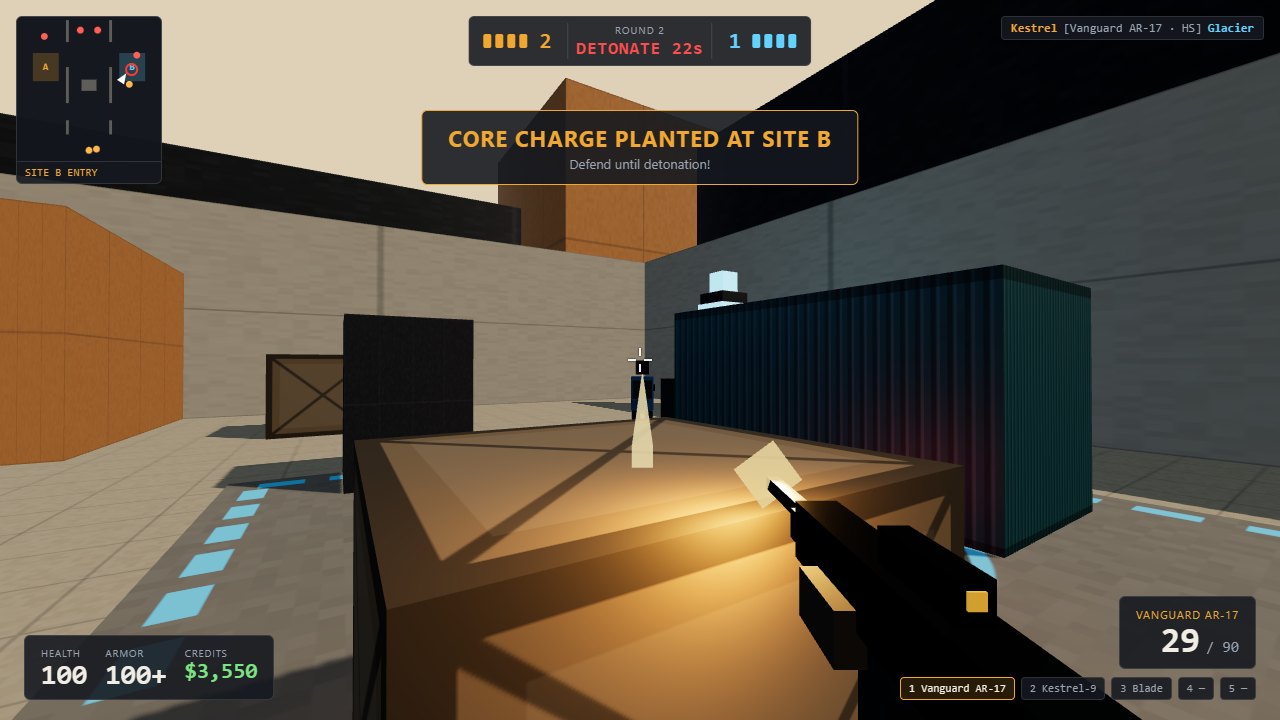 A
B
SITE B ENTRY
2
ROUND 2
DETONATE 22s
1
Kestrel [Vanguard AR-17 · HS] Glacier
CORE CHARGE PLANTED AT SITE B
Defend until detonation!
HEALTH
100
ARMOR
100+
CREDITS
$3,550
VANGUARD AR-17
29 / 90
1 Vanguard AR-17
2 Kestrel-9
3 Blade
4 —
5 —